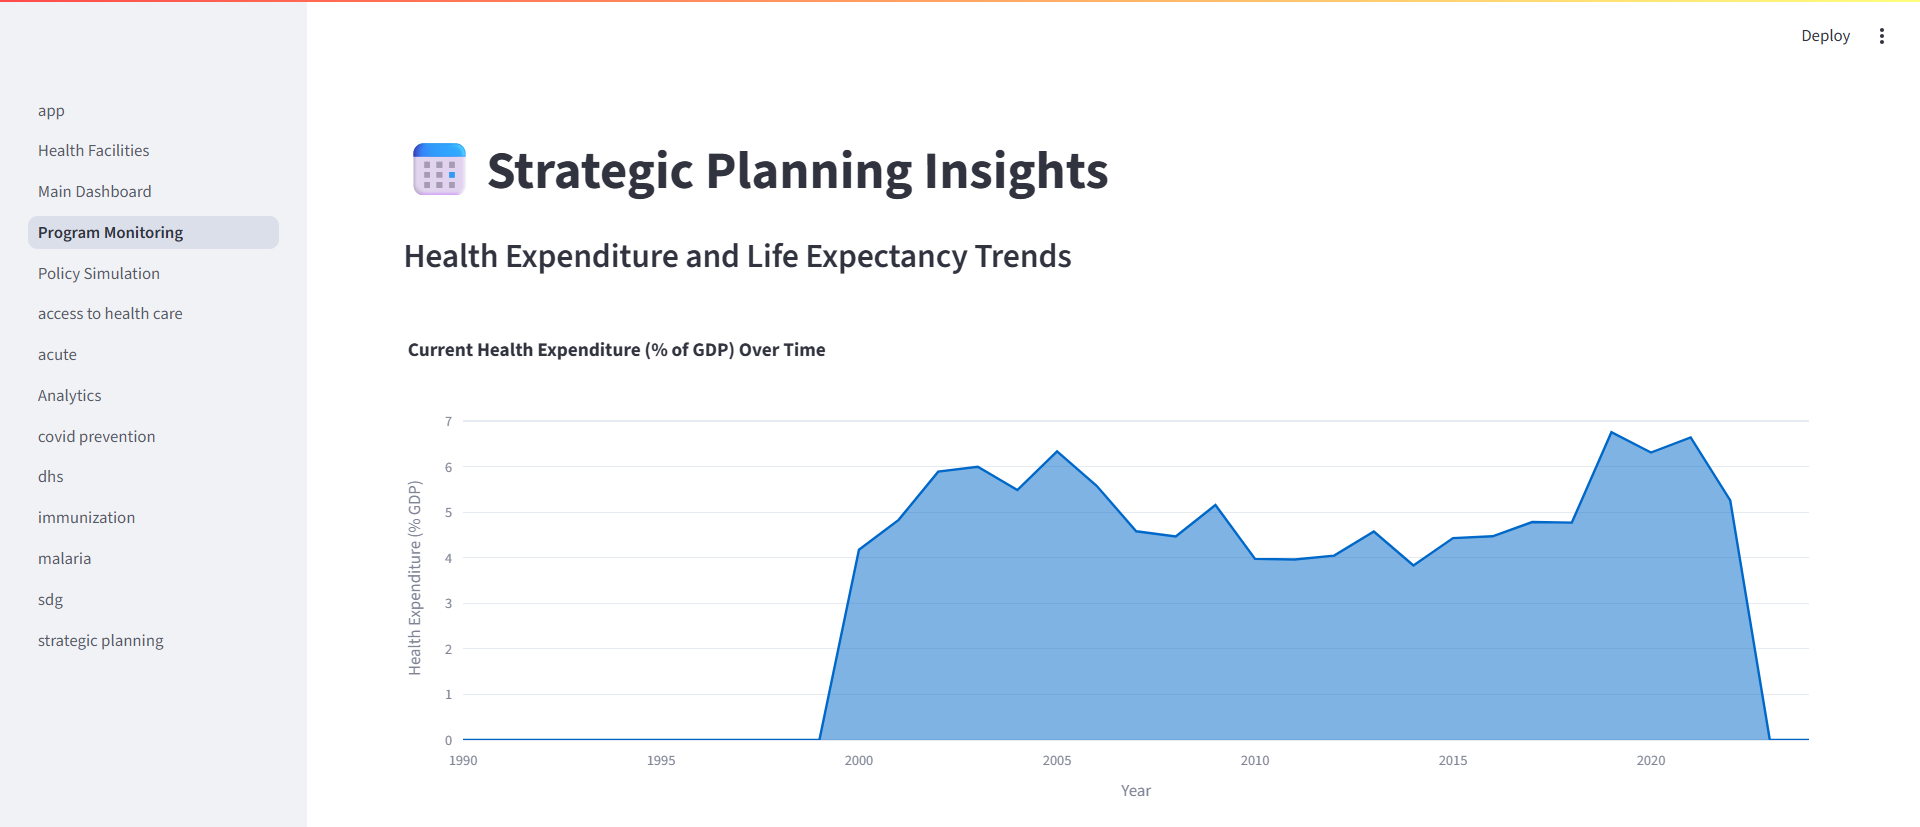 Deploy
app
Health Facilities
Main Dashboard
Program Monitoring
Policy Simulation
access to health care
acute
Analytics
covid prevention
dhs
immunization
malaria
sdg
strategic planning
Strategic Planning Insights
Health Expenditure and Life Expectancy Trends
Current Health Expenditure (% of GDP) Over Time
Health Expenditure (% GDP)
7
6
5
4
3
2
1
0
1990 1995 2000 2005 2010 2015 2020
Year